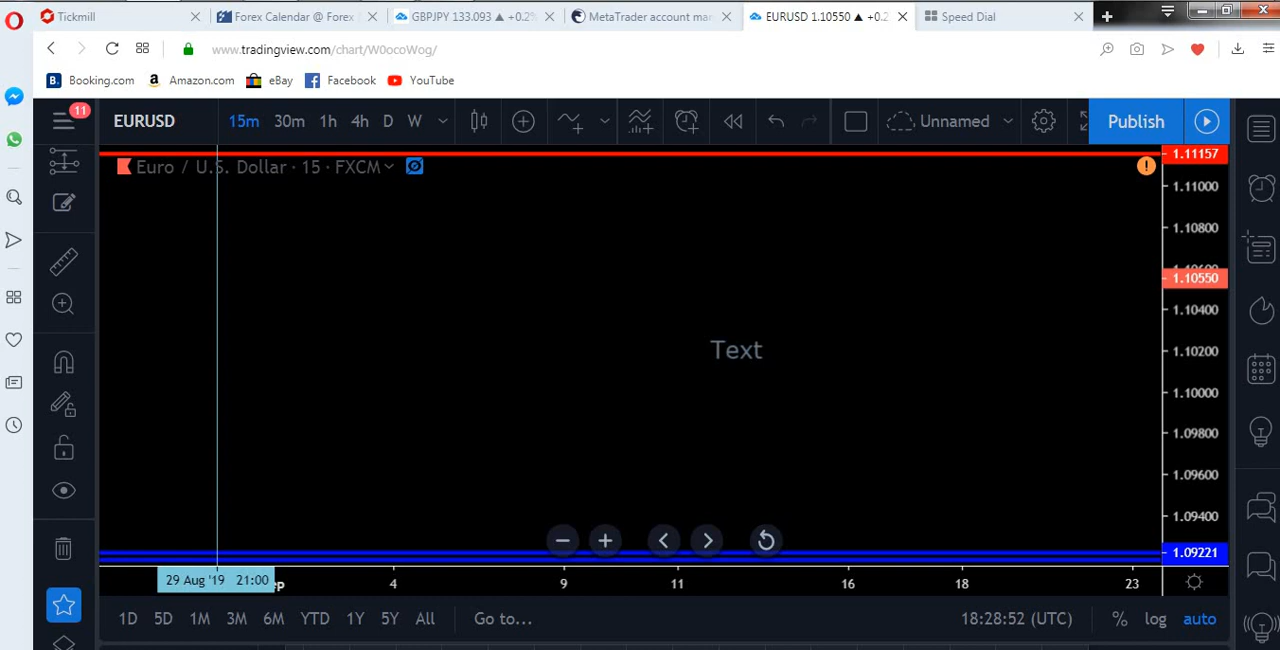 Tickmill
Forex Calendar @ Forex
GBPJPY 133.093 ▲ +0.2%
MetaTrader account mar
EURUSD 1.10550 ▲ +0.2
Speed Dial
www.tradingview.com/chart/W0ocoWog/
B. Booking.com
a Amazon.com
eBay
Facebook
YouTube
11
EURUSD
15m 30m 1h 4h D W
Unnamed
Publish
Euro / U.S. Dollar · 15 · FXCM
!
1.11157
1.11000
1.10800
1.10600
1.10550
1.10400
1.10200
1.10000
1.09800
1.09600
1.09400
1.09221
Text
29 Aug '19 21:00
ep
4
9
11
16
18
23
1D 5D 1M 3M 6M YTD 1Y 5Y All
Go to...
18:28:52 (UTC)
% log auto